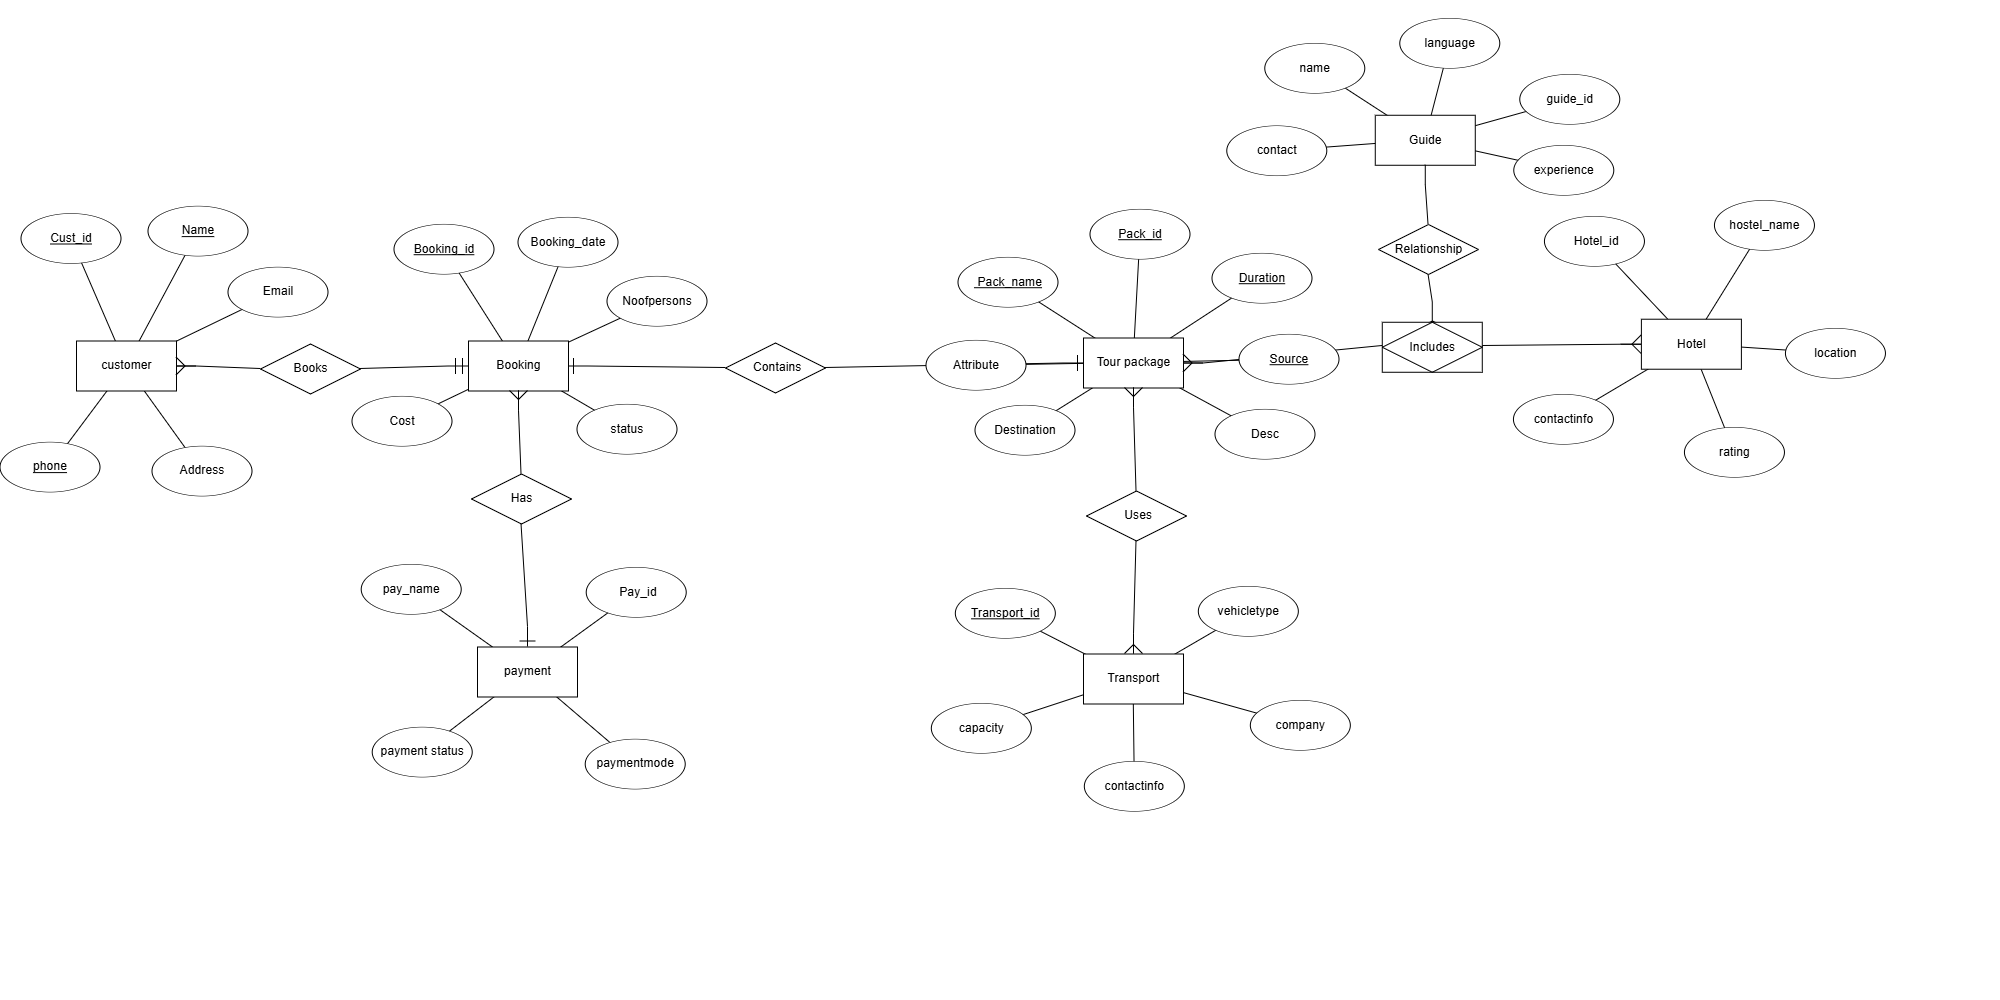 language
name
guide_id
Guide
contact
experience
Cust_id
Name
Booking_id
Booking_date
Pack_id
Relationship
Hotel_id
hostel_name
Email
Noofpersons
Pack_name
Duration
customer
Books
Booking
Contains
Attribute
Tour package
Source
Includes
Hotel
location
Cost
status
Destination
Desc
contactinfo
rating
phone
Address
Has
Uses
pay_name
Pay_id
Transport_id
vehicletype
payment
Transport
capacity
company
payment status
paymentmode
contactinfo